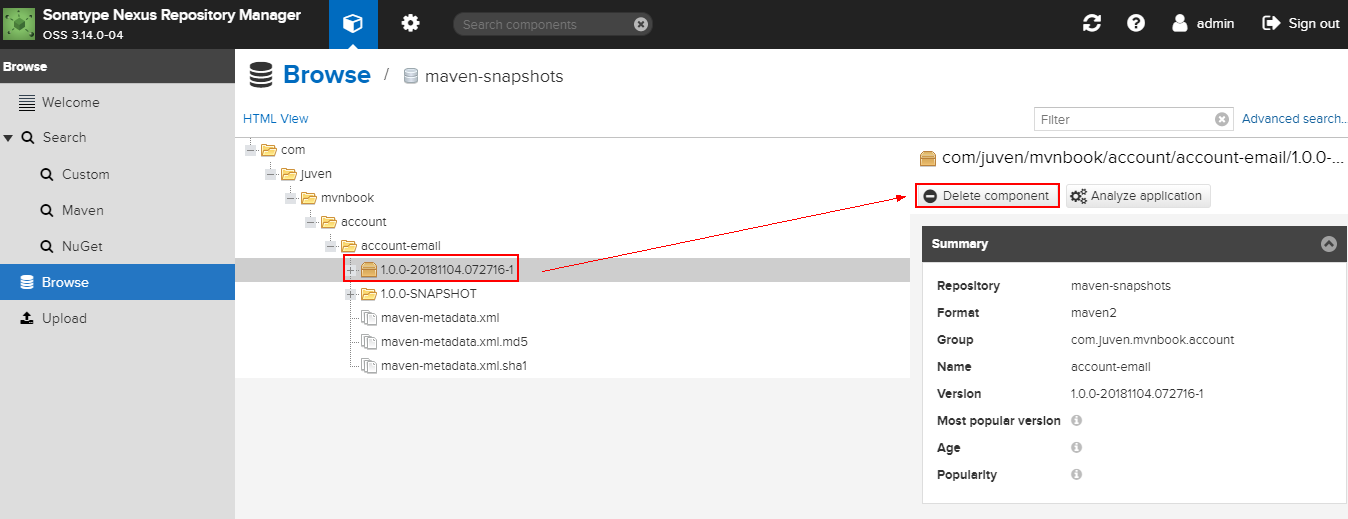 Sonatype Nexus Repository Manager
OSS 3.14.0-04
Search components
admin
Sign out
Browse
Welcome
Search
Custom
Maven
NuGet
Browse
Upload
Browse / maven-snapshots
HTML View
Filter
Advanced search...
com
juven
mvnbook
account
account-email
1.0.0-20181104.072716-1
1.0.0-SNAPSHOT
maven-metadata.xml
maven-metadata.xml.md5
maven-metadata.xml.sha1
com/juven/mvnbook/account/account-email/1.0.0-...
Delete component
Analyze application
Summary
Repository maven-snapshots
Format maven2
Group com.juven.mvnbook.account
Name account-email
Version 1.0.0-20181104.072716-1
Most popular version
Age
Popularity